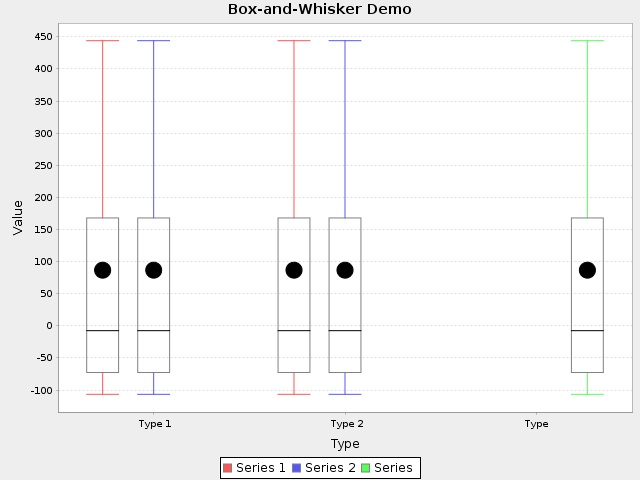 Box-and-Whisker Demo
450
400
350
300
250
200
150
100
50
0
-50
-100
Value
Type 1 Type 2 Type
Type
Series 1 Series 2 Series